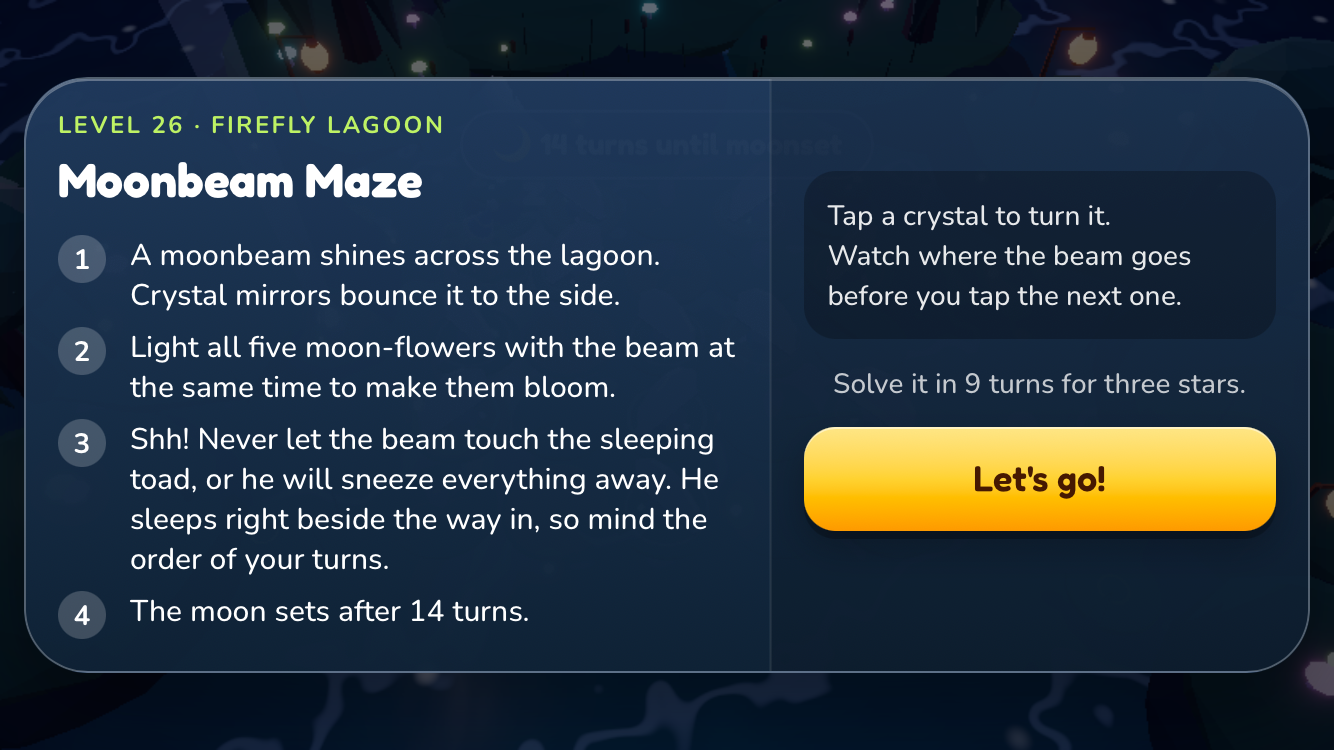 LEVEL 26 · FIREFLY LAGOON
14 turns until moonset
Moonbeam Maze
1
A moonbeam shines across the lagoon.
Crystal mirrors bounce it to the side.
2
Light all five moon-flowers with the beam at
the same time to make them bloom.
3
Shh! Never let the beam touch the sleeping
toad, or he will sneeze everything away. He
sleeps right beside the way in, so mind the
order of your turns.
4
The moon sets after 14 turns.
Tap a crystal to turn it.
Watch where the beam goes
before you tap the next one.
Solve it in 9 turns for three stars.
Let's go!